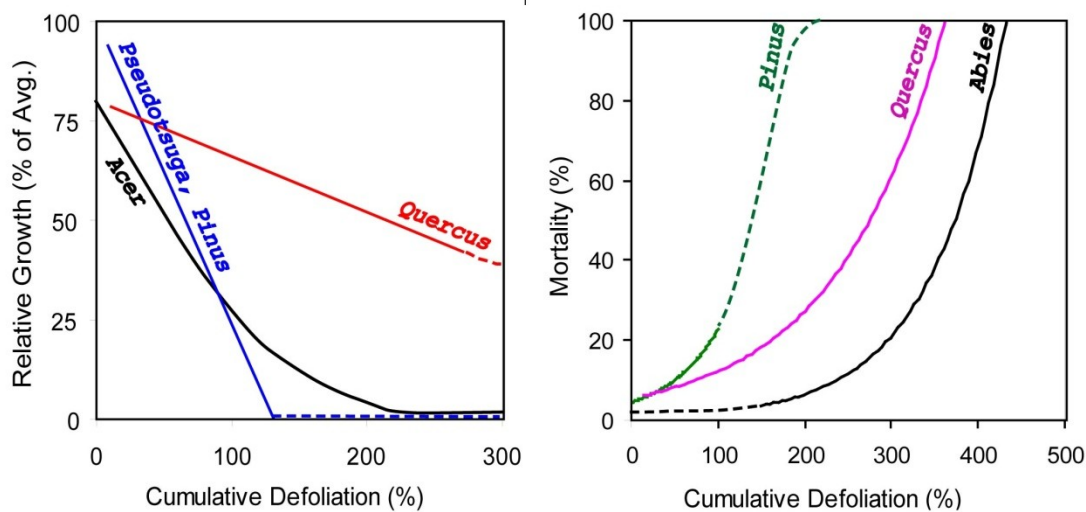 Relative Growth (% of Avg.)
100
75
50
25
0
Pseudotsuga, Pinus
Acer
Quercus
0 100 200 300
Cumulative Defoliation (%)
Mortality (%)
100
80
60
40
20
0
Pinus
Quercus
Abies
0 100 200 300 400 500
Cumulative Defoliation (%)